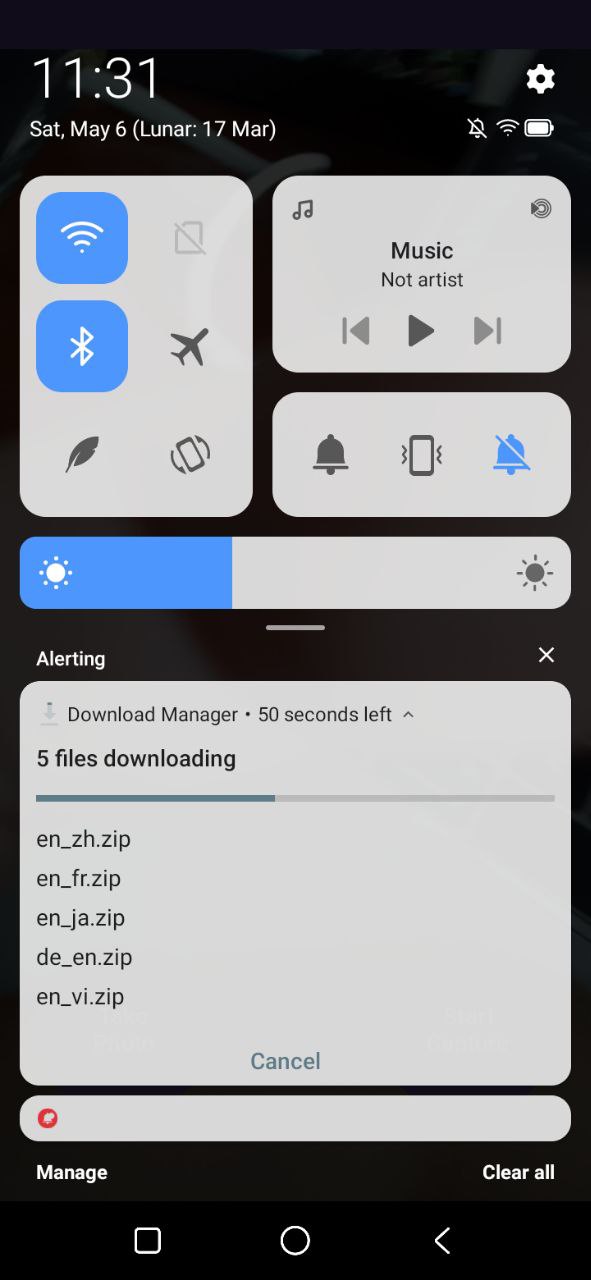 11:31
Sat, May 6 (Lunar: 17 Mar)
Music
Not artist
Alerting
Download Manager • 50 seconds left
5 files downloading
en_zh.zip
en_fr.zip
en_ja.zip
de_en.zip
en_vi.zip
Take
Photo
Start
Capture
Cancel
Manage
Clear all